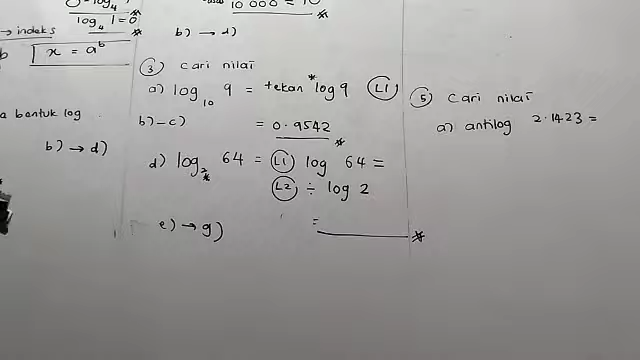 log₄ 1 = 0
→ indeks
x = aᵇ
a bentuk log
b) → d)
10 000 = 10
b) → d)
③ Cari nilai
a) log₁₀ 9 = tekan *log 9 (L1)
b) – c)
= 0.9542
d) log₂ 64 = (L1) log 64 =
(L2) ÷ log 2
e) → g)
=
⑤ Cari nilai
a) antilog 2.1423 =